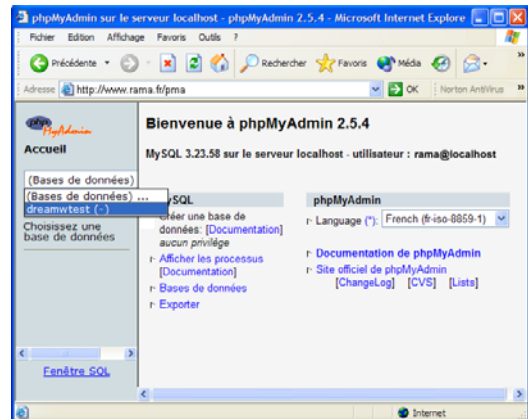 phpMyAdmin sur le serveur localhost - phpMyAdmin 2.5.4 - Microsoft Internet Explore
Fichier Edition Affichage Favoris Outils ?
Précédente Rechercher Favoris Média
Adresse http://www.rama.fr/pma OK Norton AntiVirus
php
MyAdmin
Accueil
(Bases de données)
(Bases de données) ...
dreamwtest (-)
Choisissez une
base de données
Fenêtre SQL
Bienvenue à phpMyAdmin 2.5.4
MySQL 3.23.58 sur le serveur localhost - utilisateur : rama@localhost
ySQL
Créer une base de
données: [Documentation]
aucun privilège
Afficher les processus
[Documentation]
Bases de données
Exporter
phpMyAdmin
Language (*): French (fr-iso-8859-1)
Documentation de phpMyAdmin
Site officiel de phpMyAdmin
[ChangeLog] [CVS] [Lists]
Internet